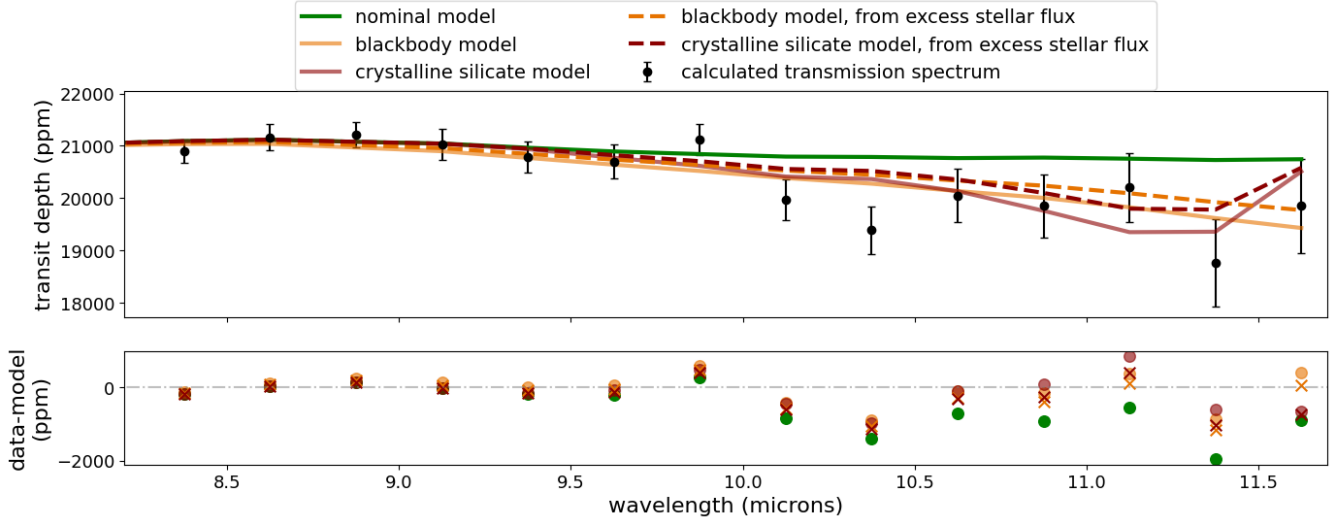 nominal model
blackbody model
crystalline silicate model
blackbody model, from excess stellar flux
crystalline silicate model, from excess stellar flux
calculated transmission spectrum
transit depth (ppm)
22000
21000
20000
19000
18000
data-model
(ppm)
0
−2000
8.5 9.0 9.5 10.0 10.5 11.0 11.5
wavelength (microns)